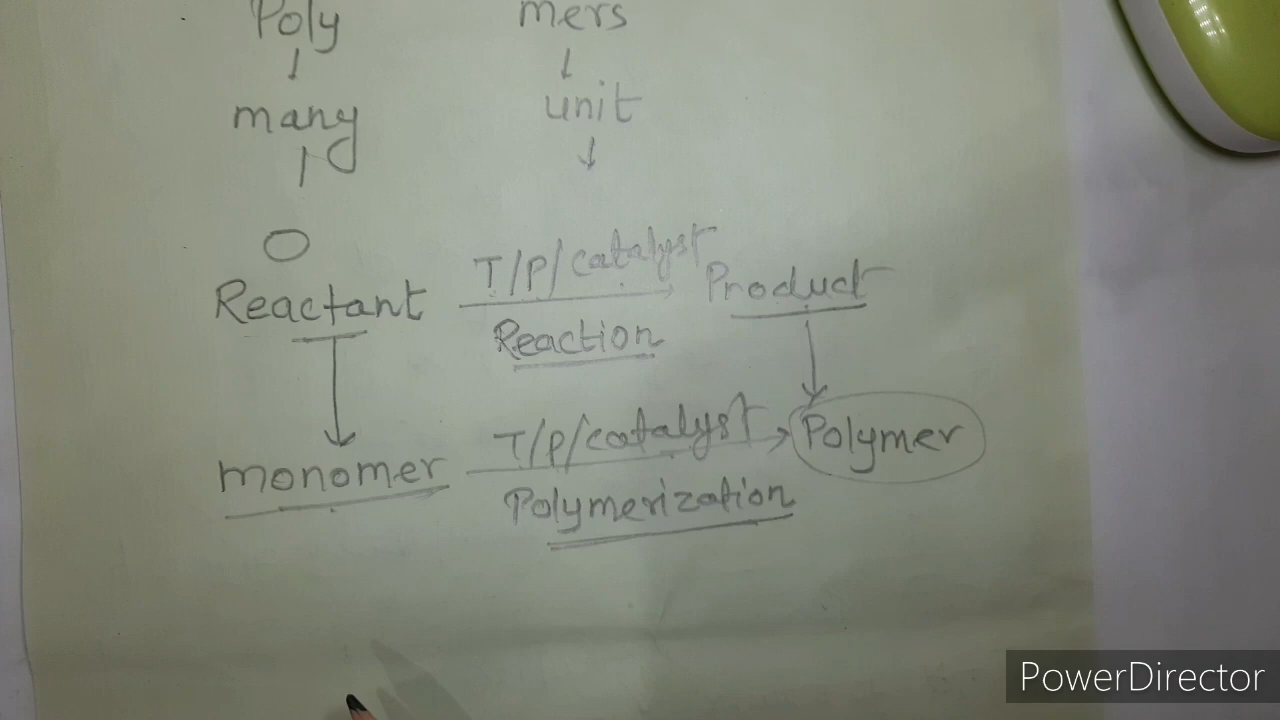 Poly mers
many unit
Reactant T/P/catalyst Product
Reaction
monomer T/P/catalyst Polymer
Polymerization
PowerDirector